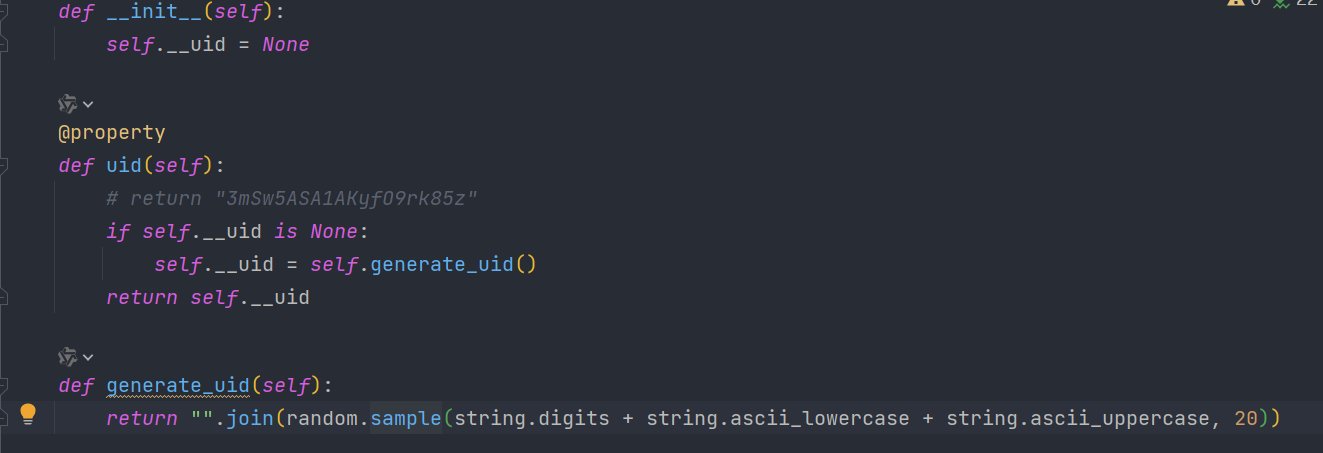 def __init__(self):
    self.__uid = None
@property
def uid(self):
    # return "3mSw5ASA1AKyfO9rk85z"
    if self.__uid is None:
        self.__uid = self.generate_uid()
    return self.__uid
def generate_uid(self):
    return "".join(random.sample(string.digits + string.ascii_lowercase + string.ascii_uppercase, 20))